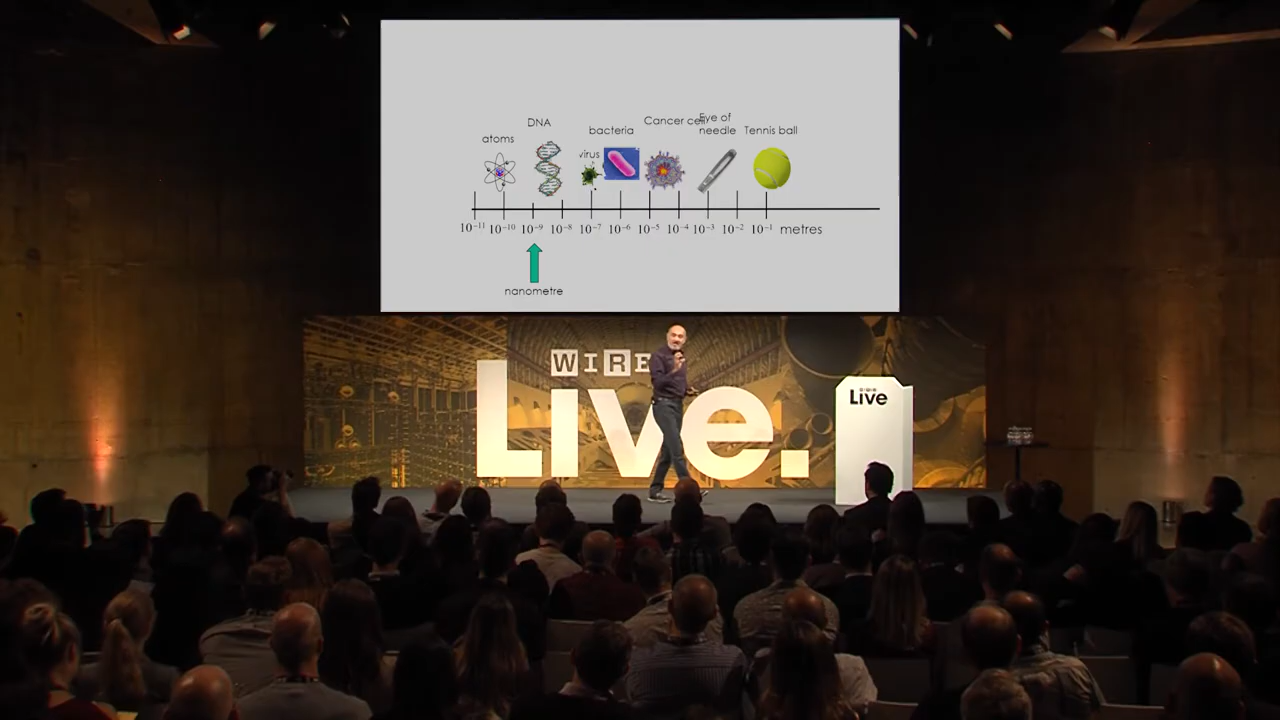 DNA
Cancer cell
Eye of
needle
bacteria
Tennis ball
atoms
virus
10⁻¹¹ 10⁻¹⁰ 10⁻⁹ 10⁻⁸ 10⁻⁷ 10⁻⁶ 10⁻⁵ 10⁻⁴ 10⁻³ 10⁻² 10⁻¹ metres
nanometre
WIRE
Live.
Live